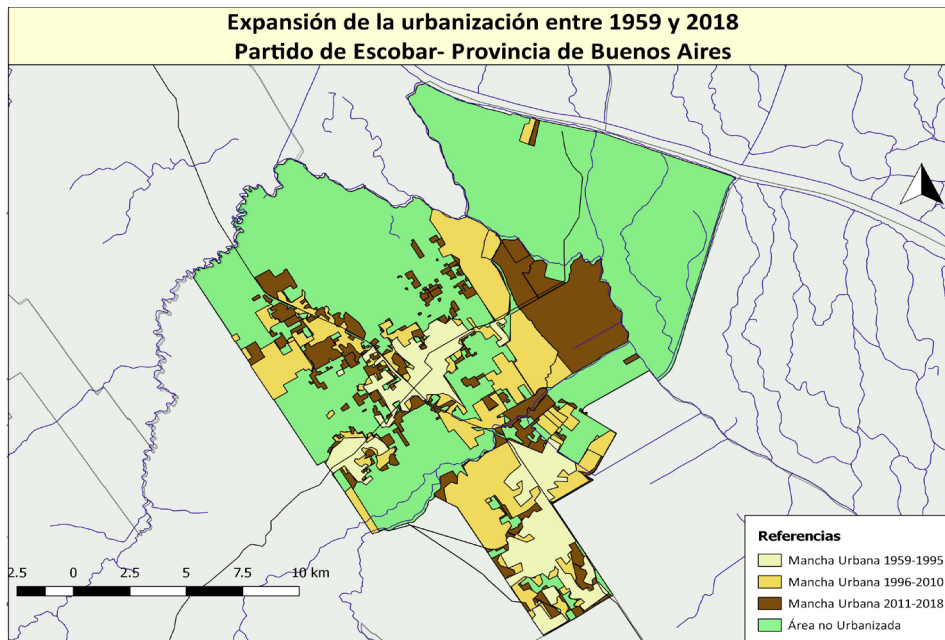 Expansión de la urbanización entre 1959 y 2018
Partido de Escobar- Provincia de Buenos Aires
2.5 0 2.5 5 7.5 10 km
Referencias
Mancha Urbana 1959-1995
Mancha Urbana 1996-2010
Mancha Urbana 2011-2018
Área no Urbanizada